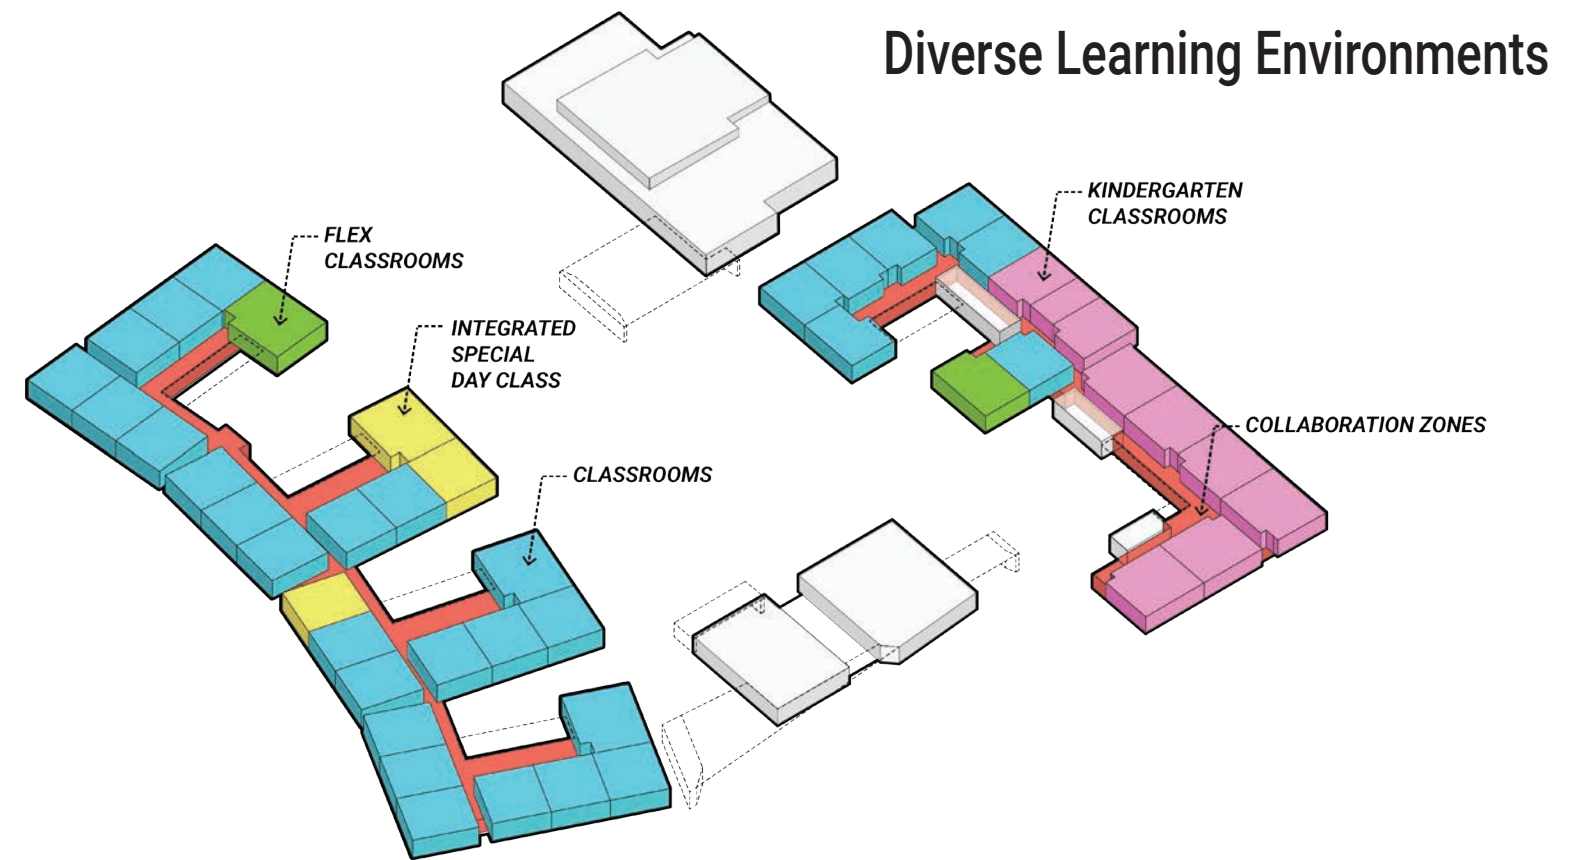 Diverse Learning Environments
KINDERGARTEN
CLASSROOMS
FLEX
CLASSROOMS
INTEGRATED
SPECIAL
DAY CLASS
COLLABORATION ZONES
CLASSROOMS